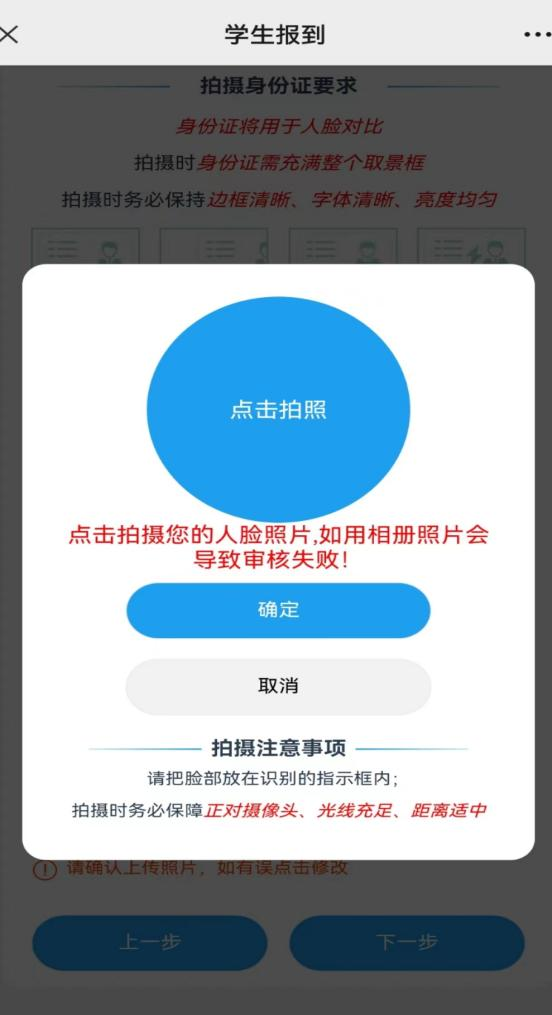 学生报到
拍摄身份证要求
身份证将用于人脸对比
拍摄时身份证需充满整个取景框
拍摄时务必保持边框清晰、字体清晰、亮度均匀
点击拍照
点击拍摄您的人脸照片,如用相册照片会
导致审核失败!
确定
取消
拍摄注意事项
请把脸部放在识别的指示框内;
拍摄时务必保障正对摄像头、光线充足、距离适中
请确认上传照片，如有误点击修改
上一步
下一步